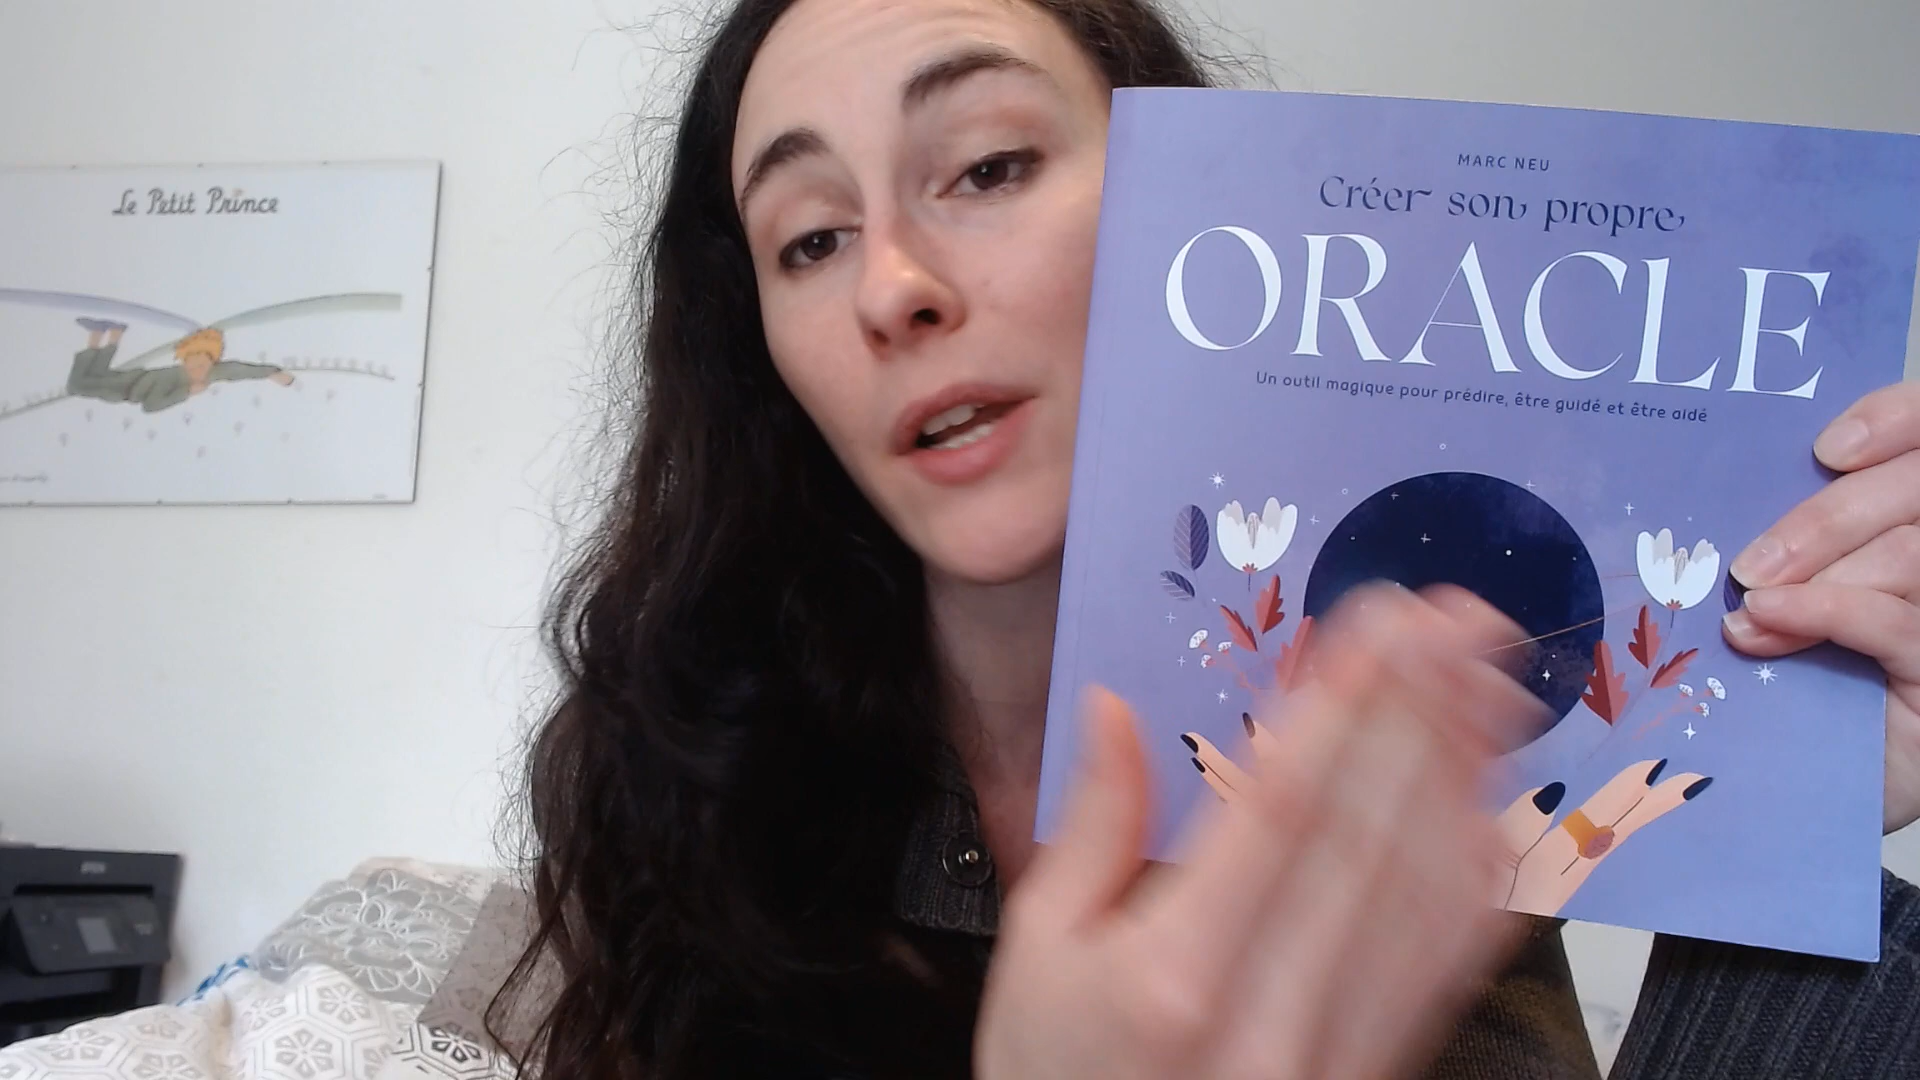 Le Petit Prince
MARC NEU
Créer son propre
ORACLE
Un outil magique pour prédire, être guidé et être aidé
EPSON